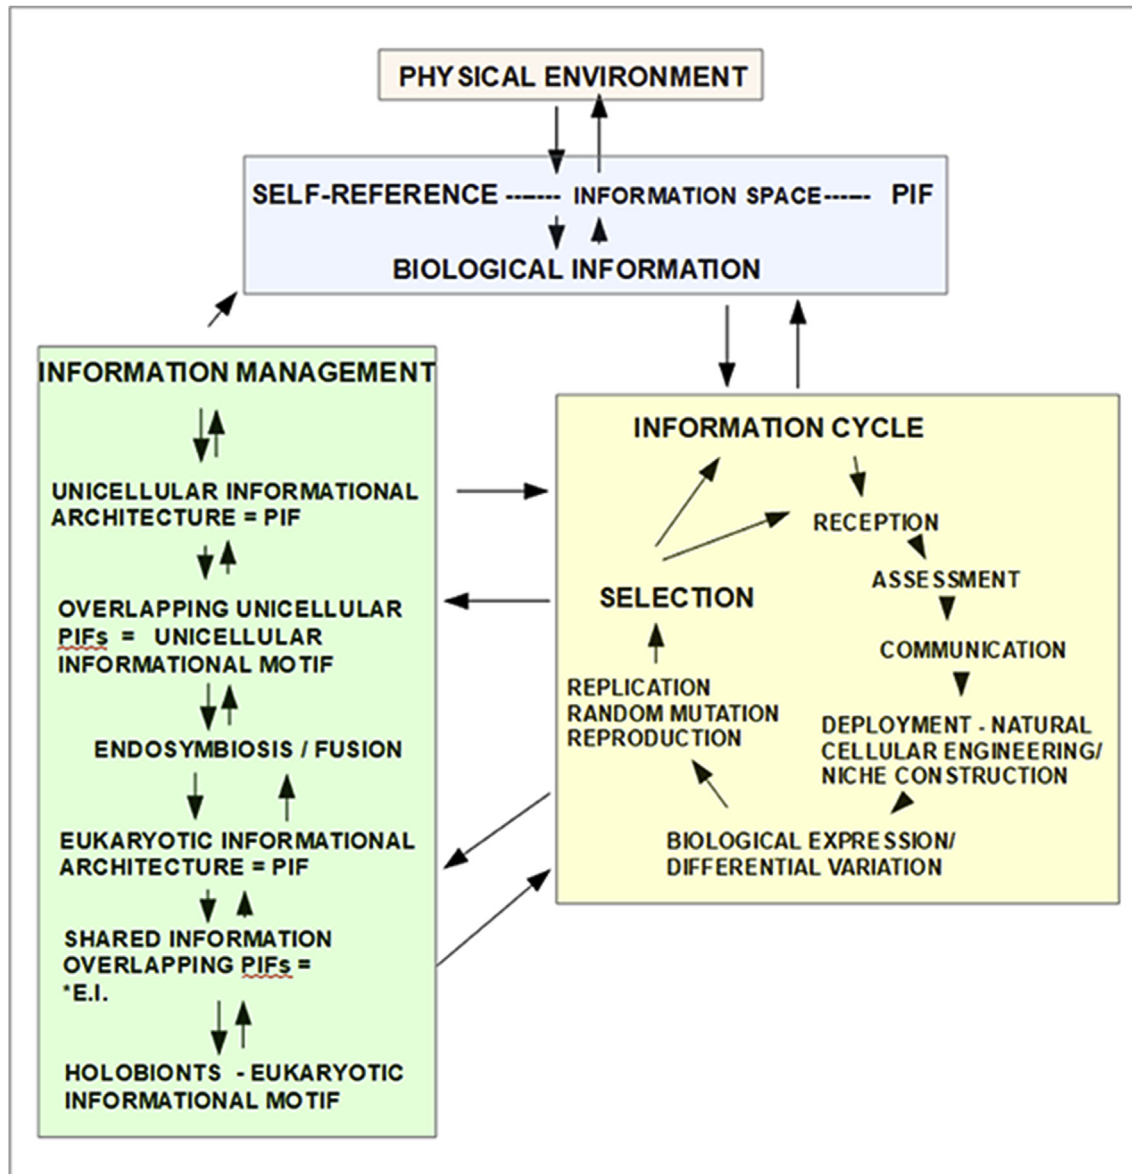 PHYSICAL ENVIRONMENT
SELF-REFERENCE ------- INFORMATION SPACE------ PIF
BIOLOGICAL INFORMATION
INFORMATION MANAGEMENT
UNICELLULAR INFORMATIONAL
ARCHITECTURE = PIF
OVERLAPPING UNICELLULAR
PIFs = UNICELLULAR
INFORMATIONAL MOTIF
ENDOSYMBIOSIS / FUSION
EUKARYOTIC INFORMATIONAL
ARCHITECTURE = PIF
SHARED INFORMATION
OVERLAPPING PIFs =
*E.I.
HOLOBIONTS - EUKARYOTIC
INFORMATIONAL MOTIF
INFORMATION CYCLE
RECEPTION
ASSESSMENT
COMMUNICATION
DEPLOYMENT - NATURAL
CELLULAR ENGINEERING/
NICHE CONSTRUCTION
BIOLOGICAL EXPRESSION/
DIFFERENTIAL VARIATION
REPLICATION
RANDOM MUTATION
REPRODUCTION
SELECTION